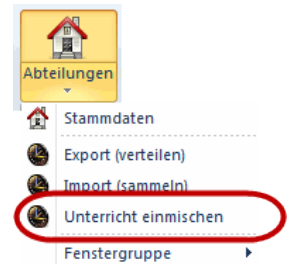 Abteilungen
Stammdaten
Export (verteilen)
Import (sammeln)
Unterricht einmischen
Fenstergruppe